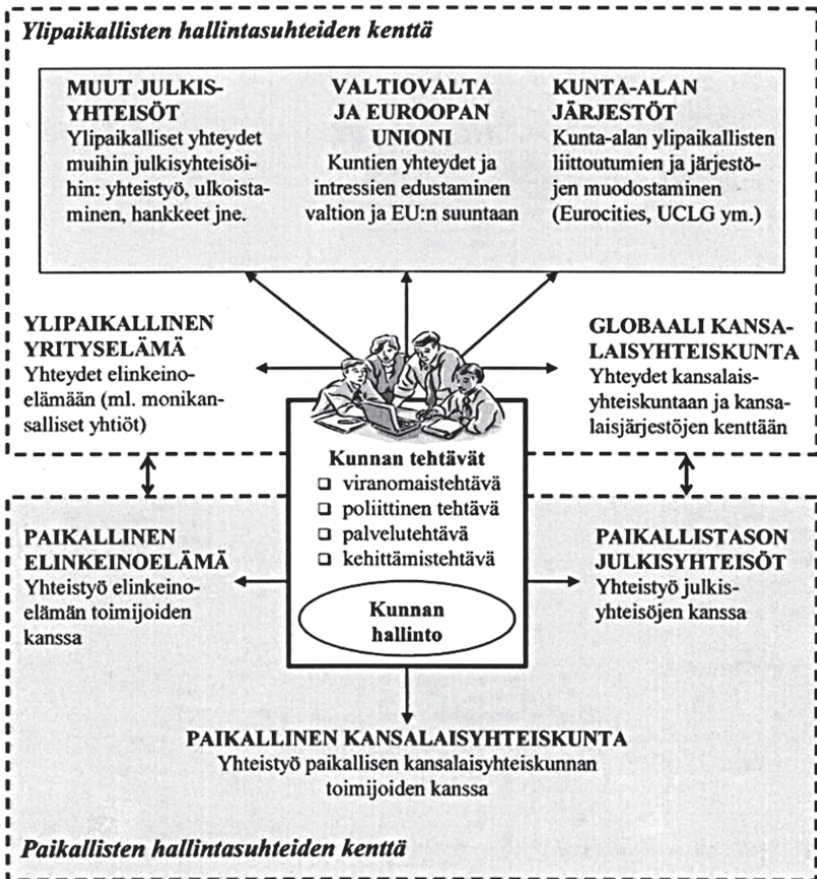 Ylipaikallisten hallintasuhteiden kenttä
MUUT JULKIS-
YHTEISÖT
Ylipaikalliset yhteydet
muihin julkisyhteisöi-
hin: yhteistyö, ulkoista-
minen, hankkeet jne.
VALTIOVALTA
JA EUROOPAN
UNIONI
Kuntien yhteydet ja
intressien edustaminen
valtion ja EU:n suuntaan
KUNTA-ALAN
JÄRJESTÖT
Kunta-alan ylipaikallisten
liittoutumien ja järjestö-
jen muodostaminen
(Eurocities, UCLG ym.)
YLIPAIKALLINEN
YRITYSELÄMÄ
Yhteydet elinkeino-
elämään (ml. monikan-
salliset yhtiöt)
GLOBAALI KANSA-
LAISYHTEISKUNTA
Yhteydet kansalais-
yhteiskuntaan ja kansa-
laisjärjestöjen kenttään
Kunnan tehtävät
❑ viranomaistehtävä
❑ poliittinen tehtävä
❑ palvelutehtävä
❑ kehittämistehtävä
Kunnan
hallinto
PAIKALLINEN
ELINKEINOELÄMÄ
Yhteistyö elinkeino-
elämän toimijoiden
kanssa
PAIKALLISTASON
JULKISYHTEISÖT
Yhteistyö julkis-
yhteisöjen kanssa
PAIKALLINEN KANSALAISYHTEISKUNTA
Yhteistyö paikallisen kansalaisyhteiskunnan
toimijoiden kanssa
Paikallisten hallintasuhteiden kenttä